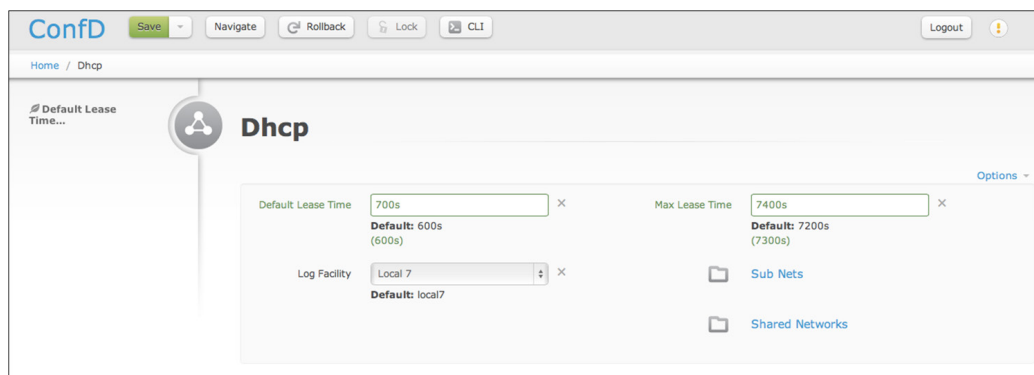 ConfD
Save
Navigate
Rollback
Lock
CLI
Logout
Home / Dhcp
Default Lease
Time...
Dhcp
Options
Default Lease Time
700s
Default: 600s
(600s)
Max Lease Time
7400s
Default: 7200s
(7300s)
Log Facility
Local 7
Default: local7
Sub Nets
Shared Networks